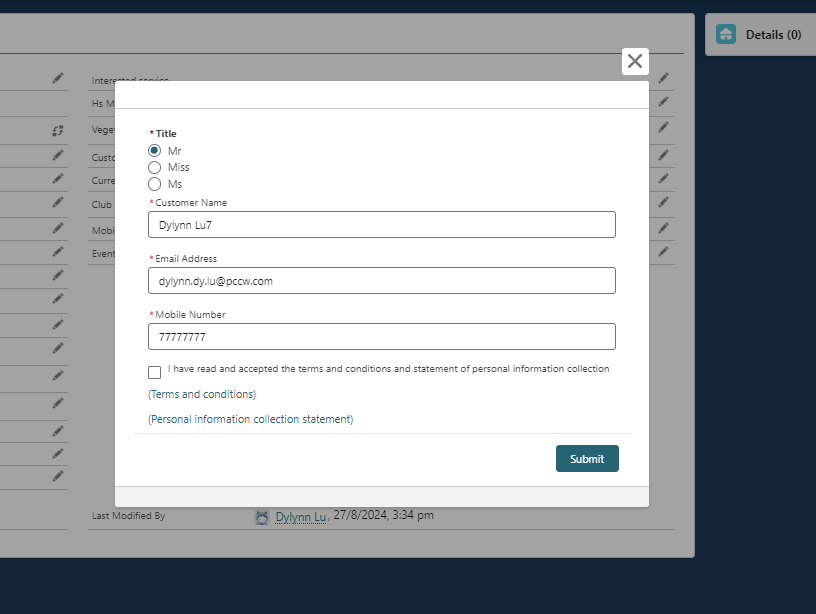 Details (0)
Interested service
Hs M
Vege
Custo
Curre
Club
Mobi
Event
*Title
Mr
Miss
Ms
*Customer Name
Dylynn Lu7
*Email Address
dylynn.dy.lu@pccw.com
*Mobile Number
77777777
I have read and accepted the terms and conditions and statement of personal information collection
(Terms and conditions)
(Personal information collection statement)
Submit
Last Modified By
Dylynn Lu, 27/8/2024, 3:34 pm